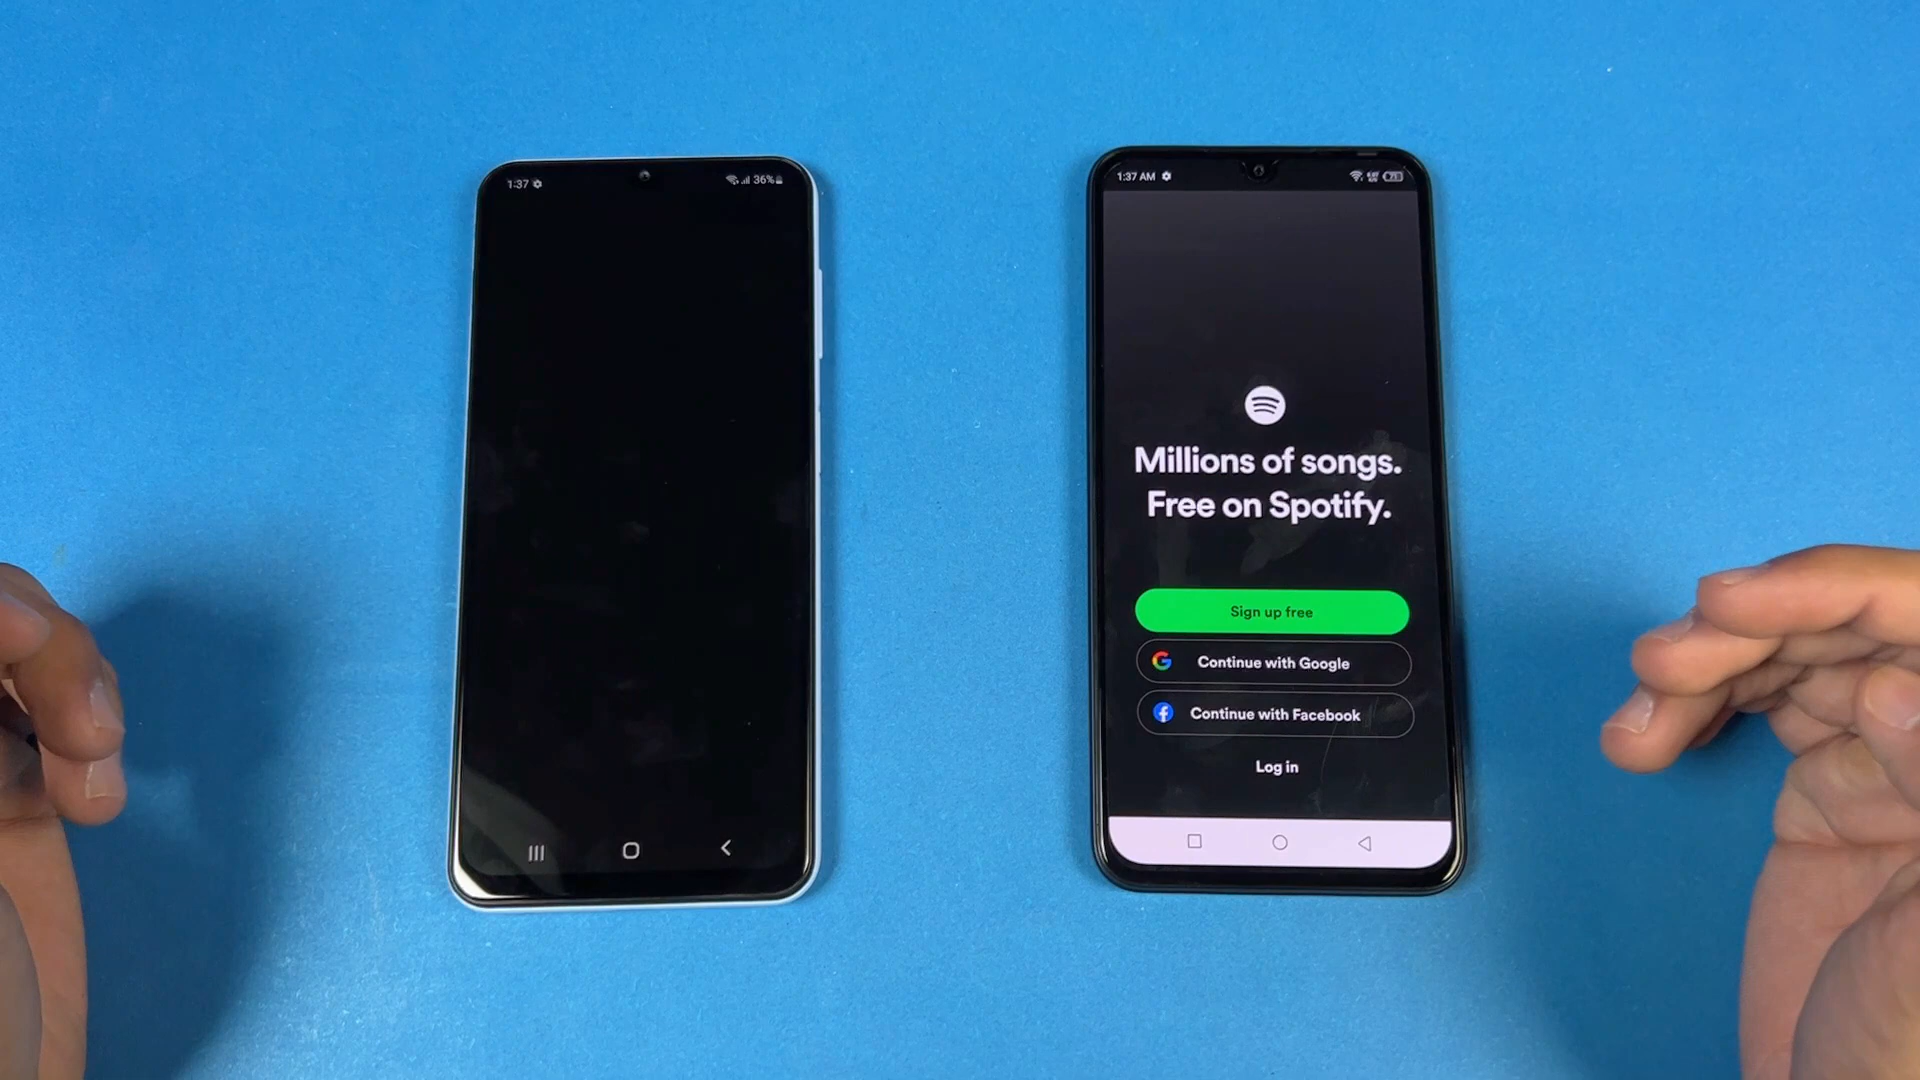 1:37
36%
1:37 AM
71
Millions of songs.
Free on Spotify.
Sign up free
Continue with Google
Continue with Facebook
Log in